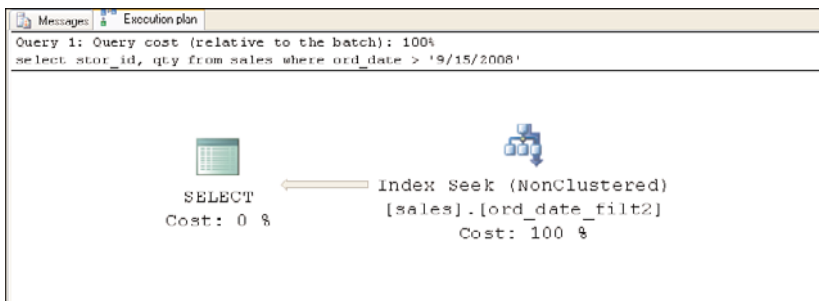 Messages Execution plan
Query 1: Query cost (relative to the batch): 100%
select stor_id, qty from sales where ord_date > '9/15/2008'
SELECT
Cost: 0 %
Index Seek (NonClustered)
[sales].[ord_date_filt2]
Cost: 100 %